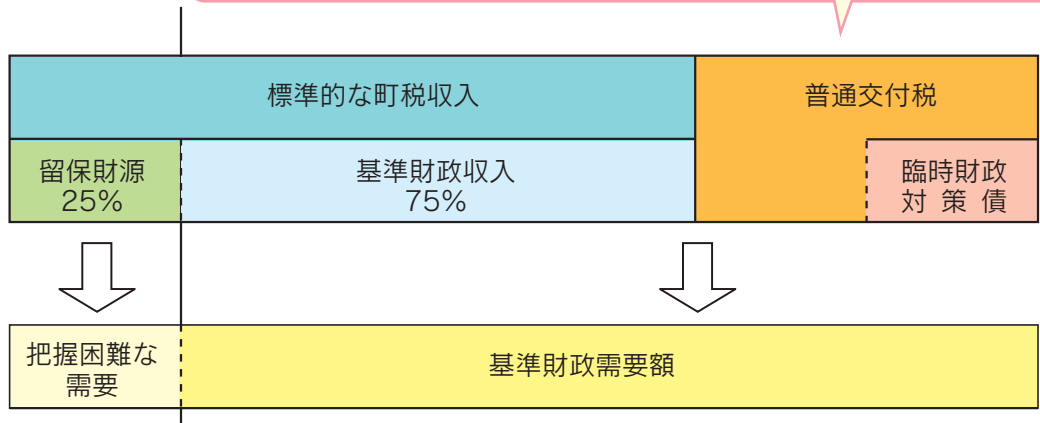 標準的な町税収入
普通交付税
留保財源
25%
基準財政収入
75%
臨時財政
対策債
把握困難な
需要
基準財政需要額